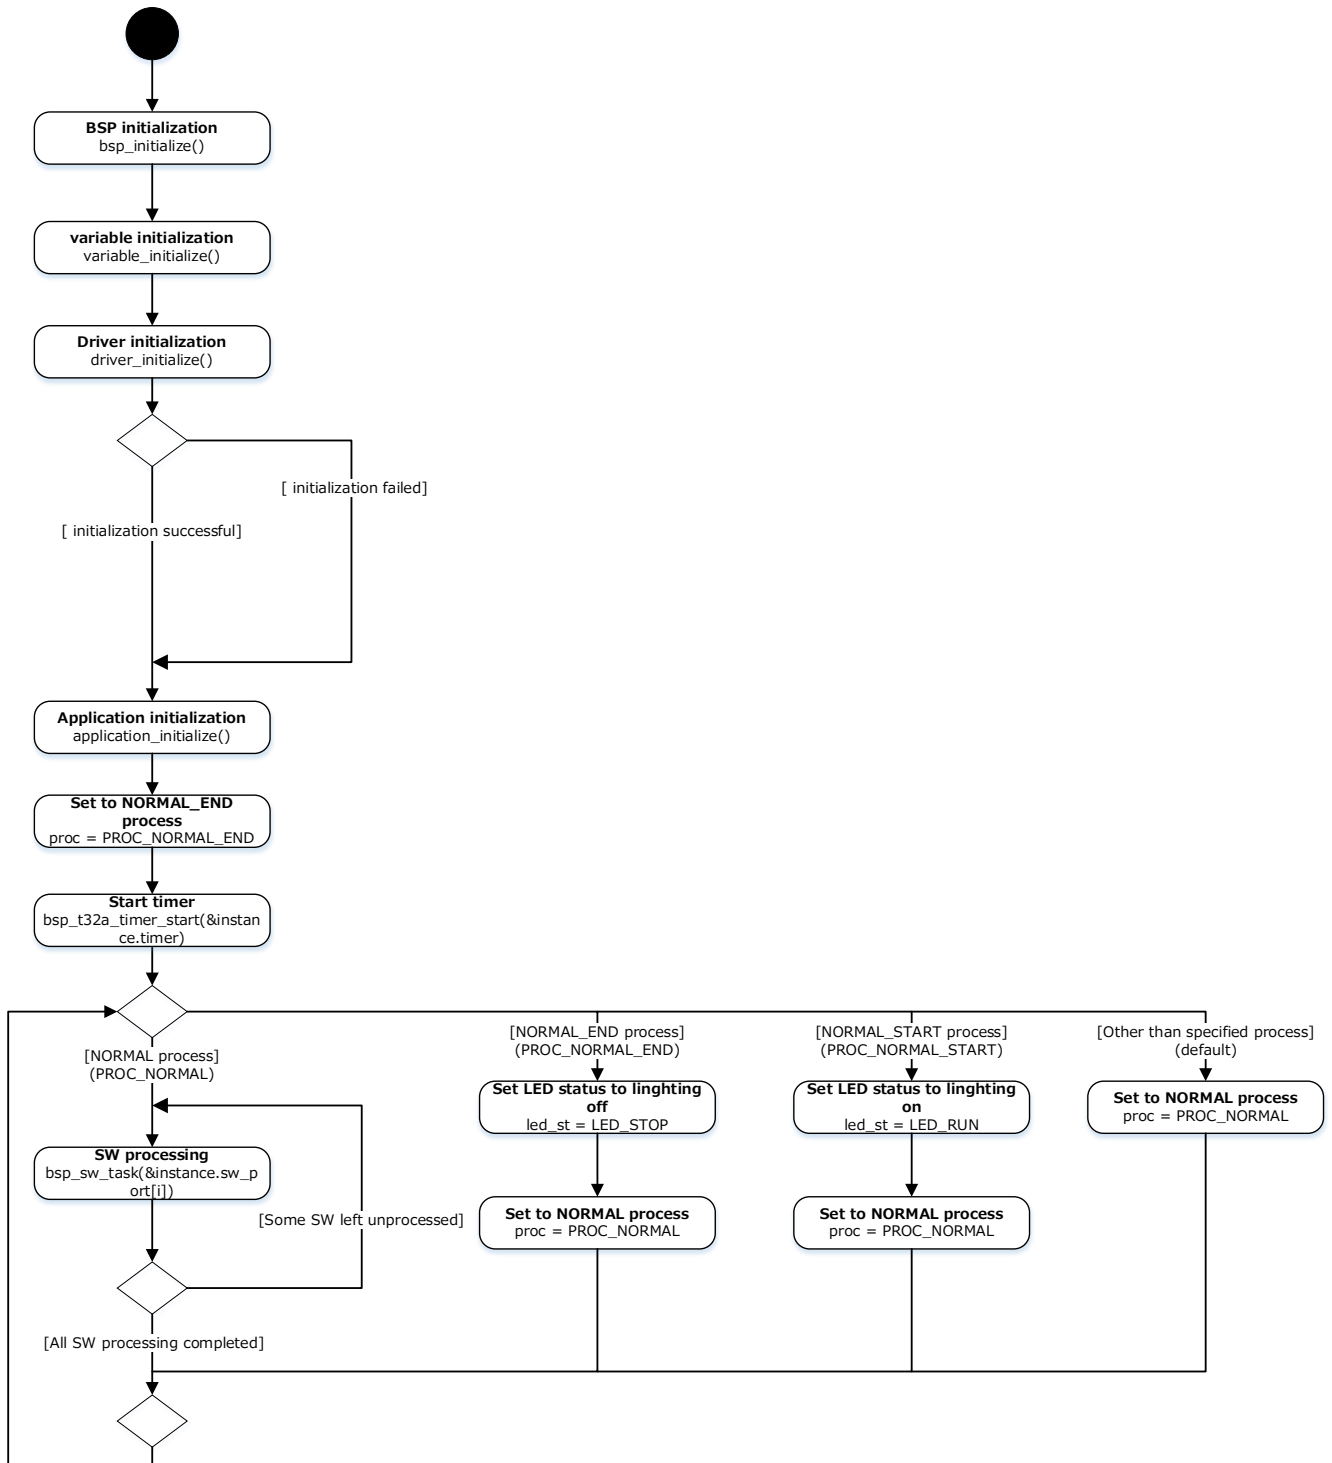 BSP initialization
bsp_initialize()
variable initialization
variable_initialize()
Driver initialization
driver_initialize()
[ initialization failed]
[ initialization successful]
Application initialization
application_initialize()
Set to NORMAL_END
process
proc = PROC_NORMAL_END
Start timer
bsp_t32a_timer_start(&instan
ce.timer)
[NORMAL process]
(PROC_NORMAL)
[NORMAL_END process]
(PROC_NORMAL_END)
[NORMAL_START process]
(PROC_NORMAL_START)
[Other than specified process]
(default)
Set LED status to linghting
off
led_st = LED_STOP
Set LED status to linghting
on
led_st = LED_RUN
Set to NORMAL process
proc = PROC_NORMAL
SW processing
bsp_sw_task(&instance.sw_p
ort[i])
[Some SW left unprocessed]
Set to NORMAL process
proc = PROC_NORMAL
Set to NORMAL process
proc = PROC_NORMAL
[All SW processing completed]